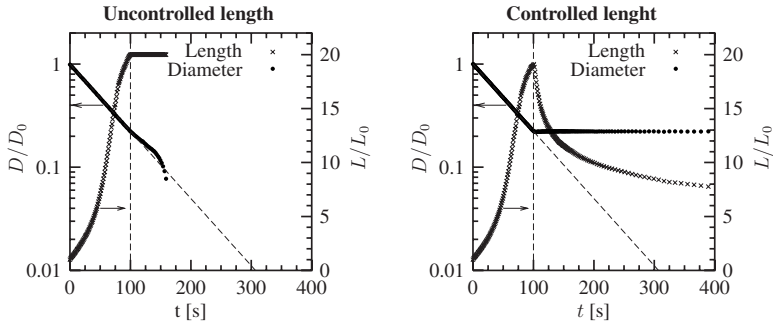 Uncontrolled length
Length
Diameter
1
0.1
0.01
D/D0
20
15
10
5
0
L/L0
0 100 200 300 400
t [s]
Controlled lenght
Length
Diameter
1
0.1
0.01
D/D0
20
15
10
5
0
L/L0
0 100 200 300 400
t [s]